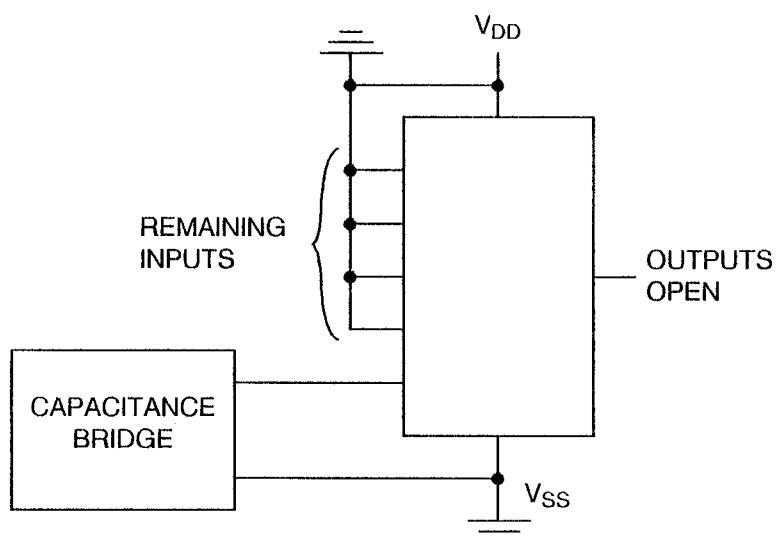 VDD
REMAINING
INPUTS
OUTPUTS
OPEN
CAPACITANCE
BRIDGE
VSS